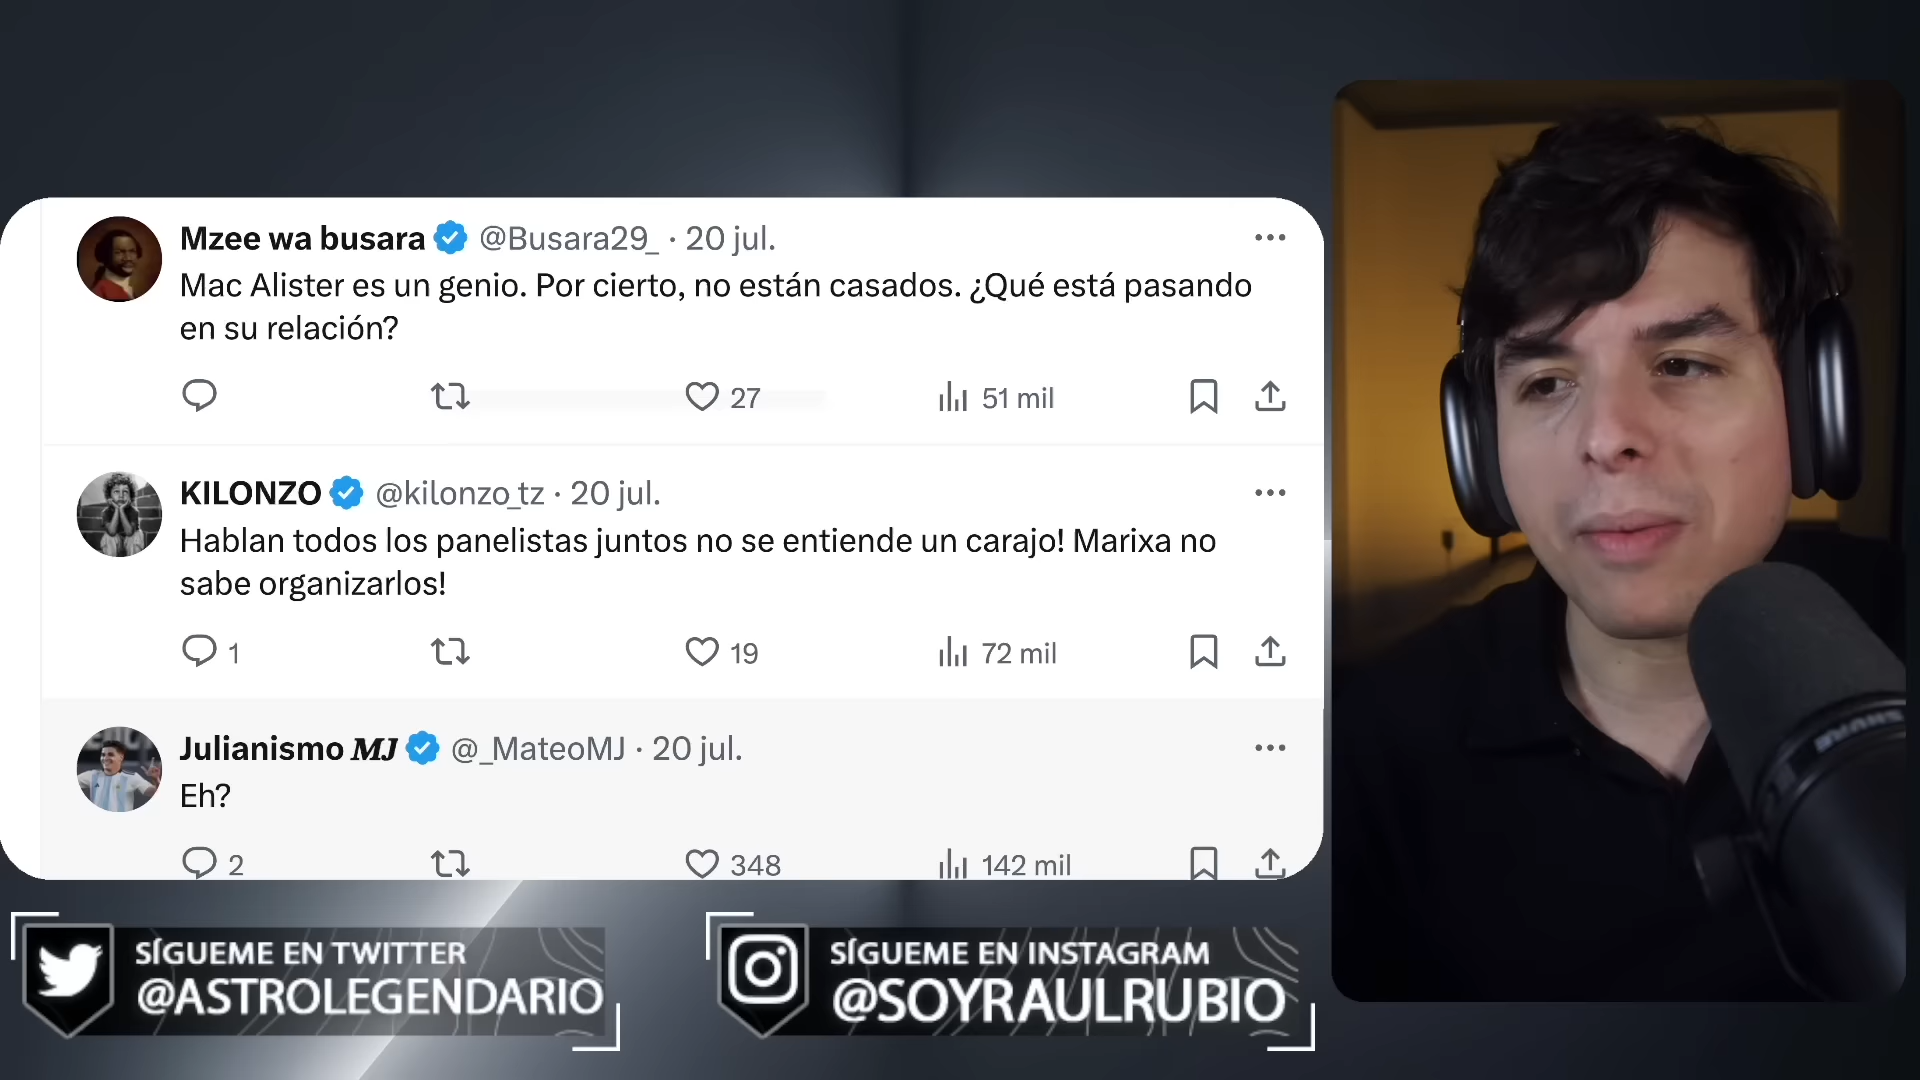 Mzee wa busara @Busara29_ · 20 jul.
Mac Alister es un genio. Por cierto, no están casados. ¿Qué está pasando
en su relación?
27 51 mil
KILONZO @kilonzo_tz · 20 jul.
Hablan todos los panelistas juntos no se entiende un carajo! Marixa no
sabe organizarlos!
1 19 72 mil
Julianismo MJ @_MateoMJ · 20 jul.
Eh?
2 348 142 mil
SÍGUEME EN TWITTER
@ASTROLEGENDARIO
SÍGUEME EN INSTAGRAM
@SOYRAULRUBIO
SHURE